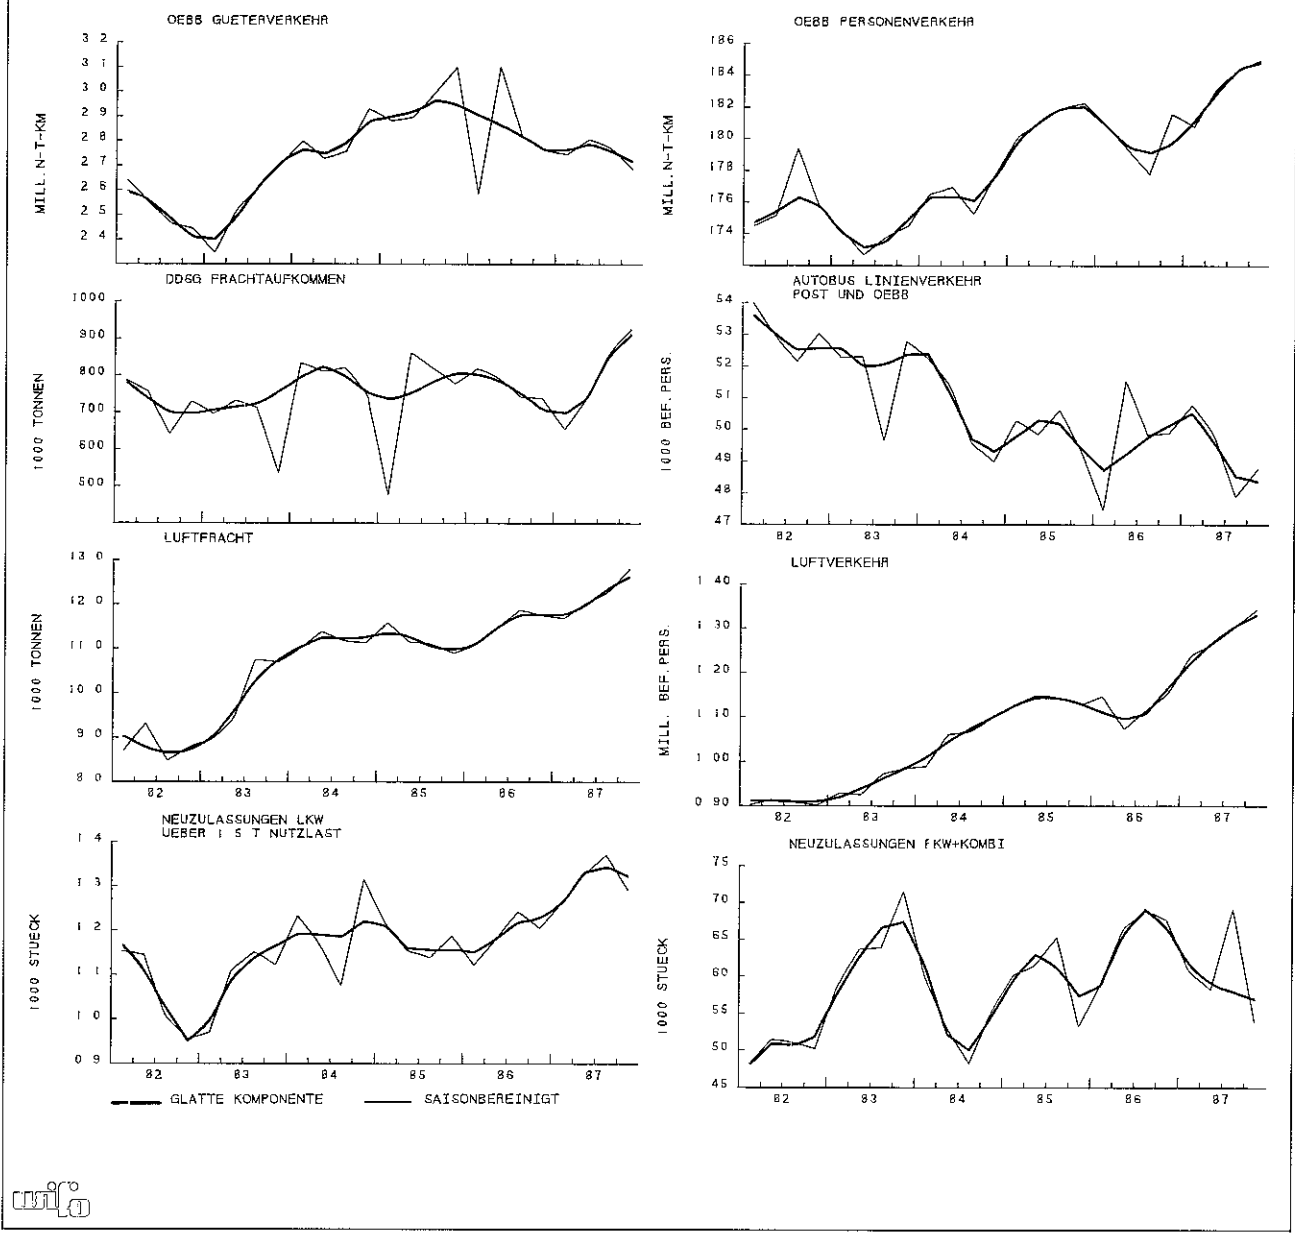 OEBB GUETERVERKEHR
MILL.N-T-KM
3 2
3 1
3 0
2 9
2 8
2 7
2 6
2 5
2 4
OEBB PERSONENVERKEHR
MILL.N-T-KM
186
184
182
180
178
176
174
DDSG FRACHTAUFKOMMEN
1000 TONNEN
1000
900
800
700
600
500
AUTOBUS LINIENVERKEHR
POST UND OEBB
1000 BEF.PERS.
54
53
52
51
50
49
48
47
82 83 84 85 86 87
LUFTFRACHT
1000 TONNEN
13 0
12 0
11 0
10 0
9 0
8 0
82 83 84 85 86 87
LUFTVERKEHR
MILL. BEF.PERS.
1 40
1 30
1 20
1 10
1 00
0 90
82 83 84 85 86 87
NEUZULASSUNGEN LKW
UEBER 1 5 T NUTZLAST
1000 STUECK
1 4
1 3
1 2
1 1
1 0
0 9
82 83 84 85 86 87
NEUZULASSUNGEN PKW+KOMBI
1000 STUECK
75
70
65
60
55
50
45
82 83 84 85 86 87
GLATTE KOMPONENTE
SAISONBEREINIGT
wifo